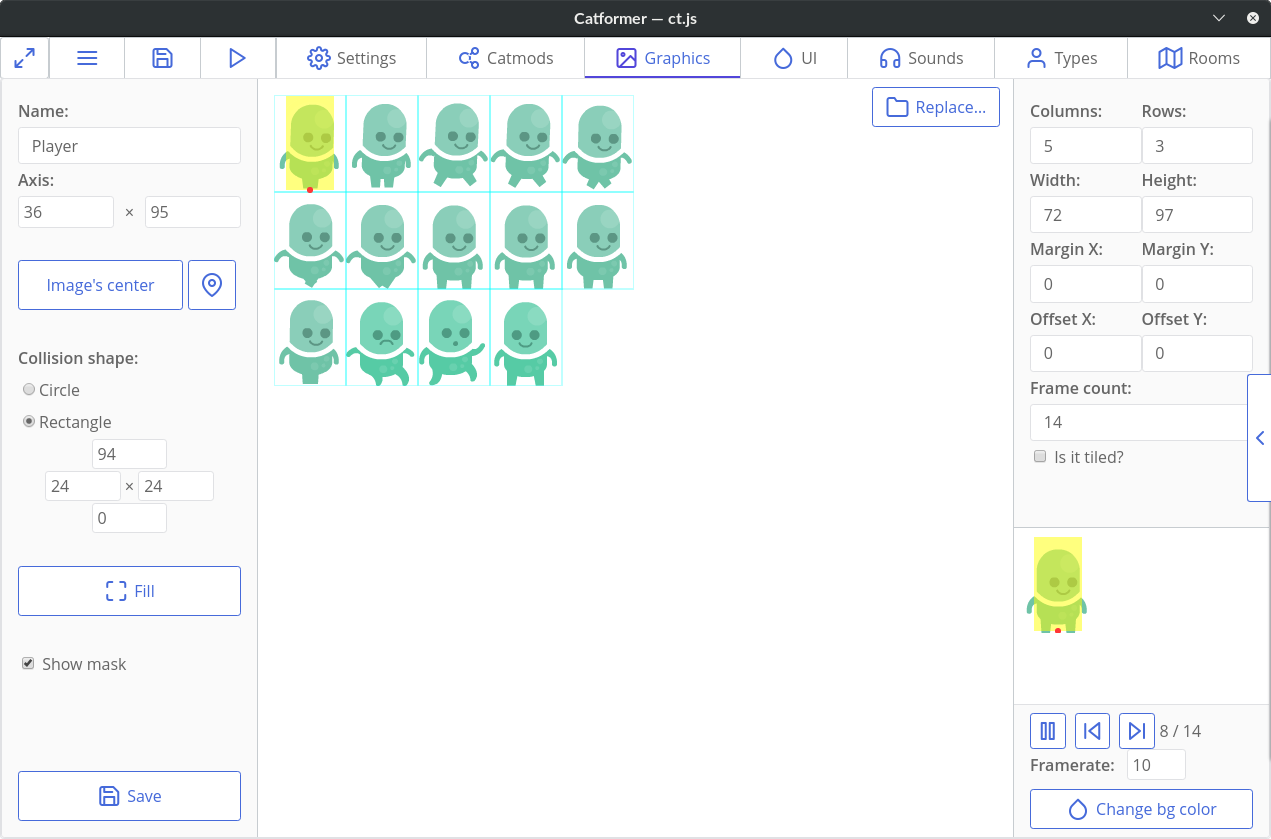 Catformer — ct.js
Settings Catmods Graphics UI Sounds Types Rooms
Name:
Player
Axis:
36 × 95
Image's center
Collision shape:
Circle
Rectangle
94
24 × 24
0
Fill
Show mask
Save
Replace...
Columns: Rows:
5 3
Width: Height:
72 97
Margin X: Margin Y:
0 0
Offset X: Offset Y:
0 0
Frame count:
14
Is it tiled?
8 / 14
Framerate: 10
Change bg color